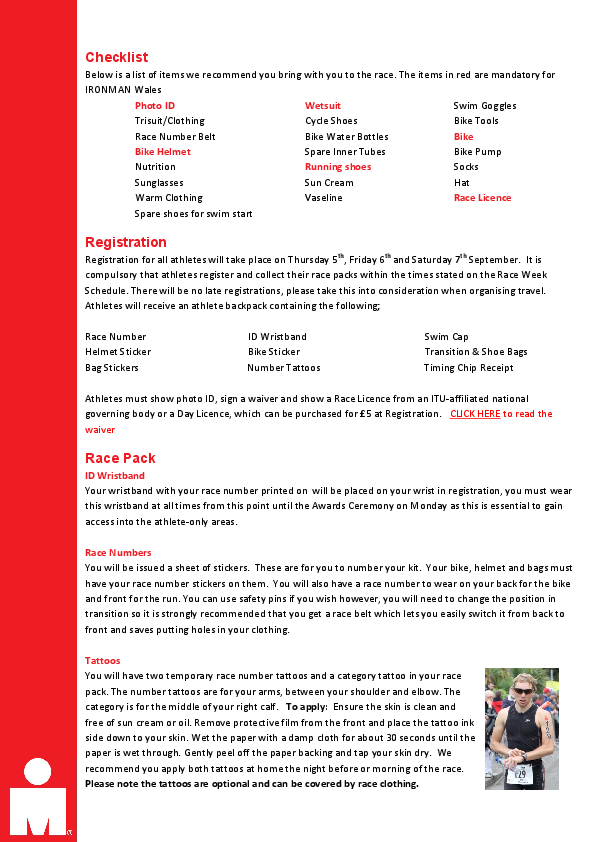 Checklist
Below is a list of items we recommend you bring with you to the race. The items in red are mandatory for
IRONMAN Wales
Photo ID Wetsuit Swim Goggles
Trisuit/Clothing Cycle Shoes Bike Tools
Race Number Belt Bike Water Bottles Bike
Bike Helmet Spare Inner Tubes Bike Pump
Nutrition Running shoes Socks
Sunglasses Sun Cream Hat
Warm Clothing Vaseline Race Licence
Spare shoes for swim start
Registration
Registration for all athletes will take place on Thursday 5th, Friday 6th and Saturday 7th September. It is
compulsory that athletes register and collect their race packs within the times stated on the Race Week
Schedule. There will be no late registrations, please take this into consideration when organising travel.
Athletes will receive an athlete backpack containing the following;
Race Number ID Wristband Swim Cap
Helmet Sticker Bike Sticker Transition & Shoe Bags
Bag Stickers Number Tattoos Timing Chip Receipt
Athletes must show photo ID, sign a waiver and show a Race Licence from an ITU-affiliated national
governing body or a Day Licence, which can be purchased for £5 at Registration. CLICK HERE to read the
waiver
Race Pack
ID Wristband
Your wristband with your race number printed on will be placed on your wrist in registration, you must wear
this wristband at all times from this point until the Awards Ceremony on Monday as this is essential to gain
access into the athlete-only areas.
Race Numbers
You will be issued a sheet of stickers. These are for you to number your kit. Your bike, helmet and bags must
have your race number stickers on them. You will also have a race number to wear on your back for the bike
and front for the run. You can use safety pins if you wish however, you will need to change the position in
transition so it is strongly recommended that you get a race belt which lets you easily switch it from back to
front and saves putting holes in your clothing.
Tattoos
You will have two temporary race number tattoos and a category tattoo in your race
pack. The number tattoos are for your arms, between your shoulder and elbow. The
category is for the middle of your right calf. To apply: Ensure the skin is clean and
free of sun cream or oil. Remove protective film from the front and place the tattoo ink
side down to your skin. Wet the paper with a damp cloth for about 30 seconds until the
paper is wet through. Gently peel off the paper backing and tap your skin dry. We
recommend you apply both tattoos at home the night before or morning of the race.
Please note the tattoos are optional and can be covered by race clothing.